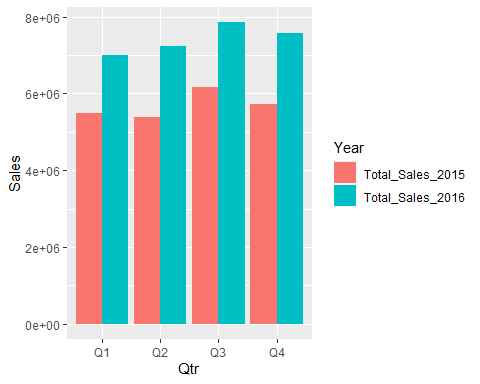 8e+06
6e+06
4e+06
2e+06
0e+00
Sales
Q1 Q2 Q3 Q4
Qtr
Year
Total_Sales_2015
Total_Sales_2016